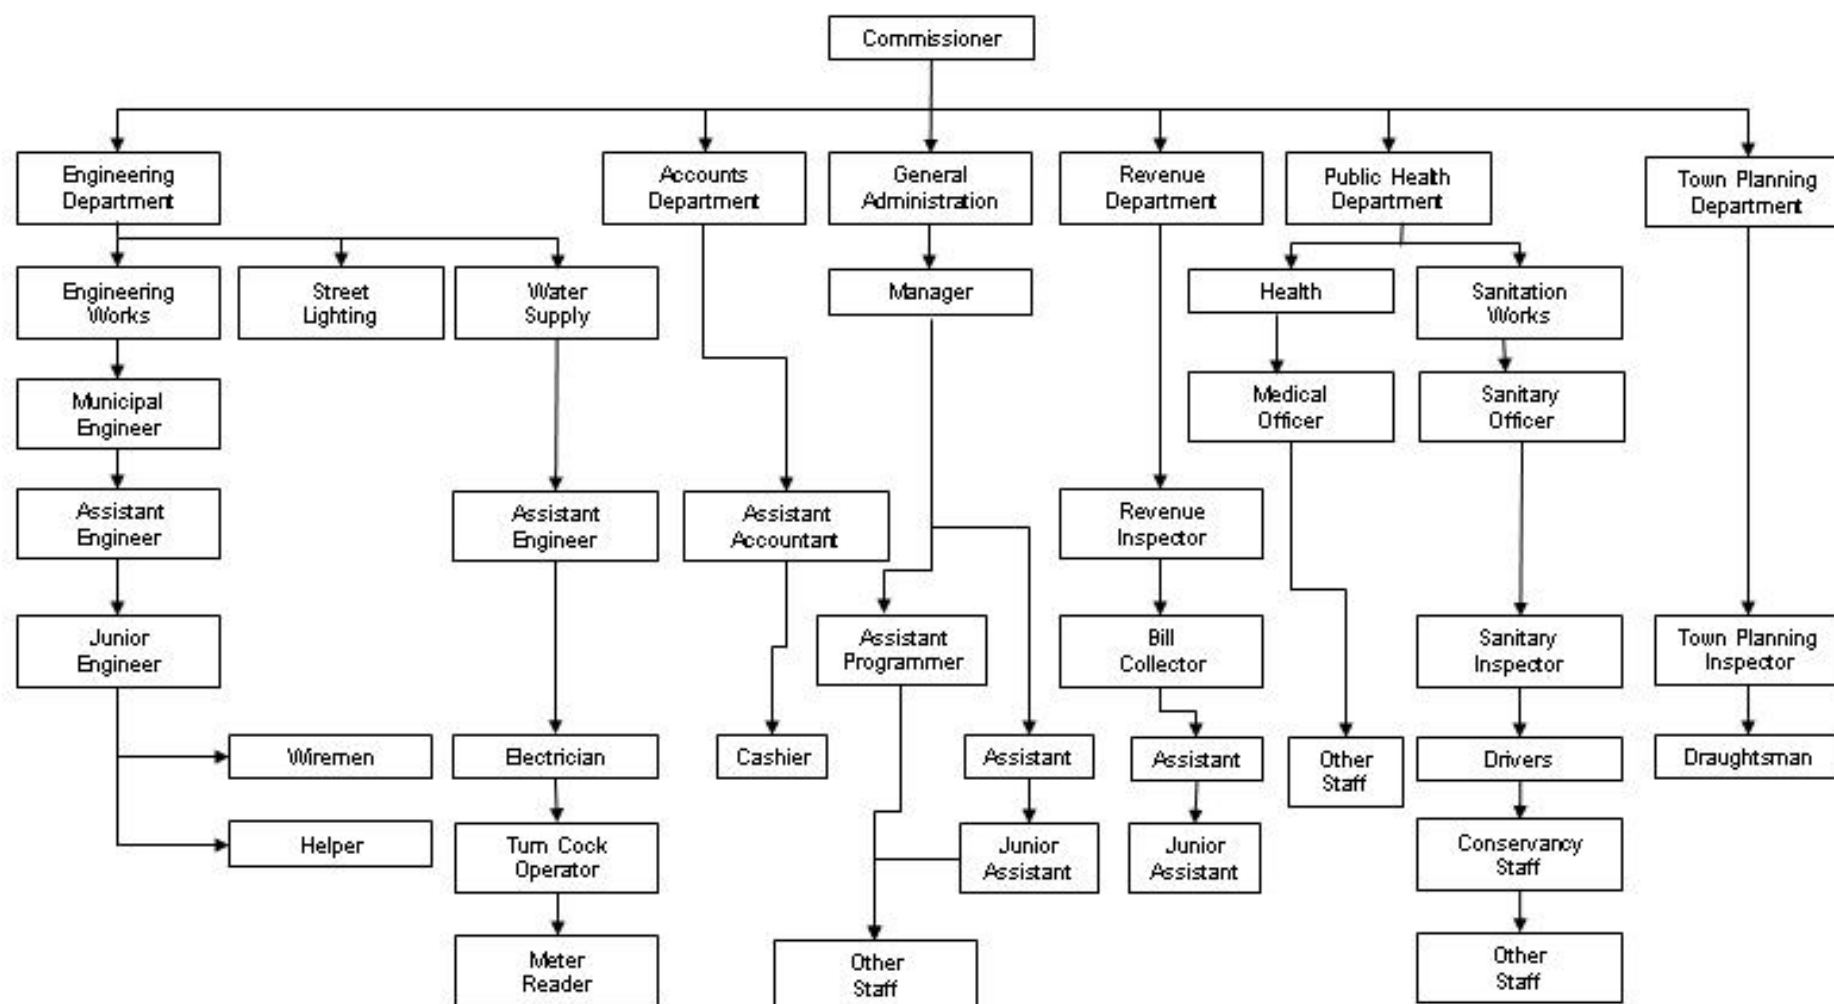 Commissioner
Engineering
Department
Accounts
Department
General
Administration
Revenue
Department
Public Health
Department
Town Planning
Department
Engineering
Works
Street
Lighting
Water
Supply
Manager
Health
Sanitation
Works
Municipal
Engineer
Medical
Officer
Sanitary
Officer
Assistant
Engineer
Assistant
Engineer
Assistant
Accountant
Revenue
Inspector
Junior
Engineer
Assistant
Programmer
Bill
Collector
Sanitary
Inspector
Town Planning
Inspector
Wiremen
Electrician
Cashier
Assistant
Assistant
Other
Staff
Drivers
Draughtsman
Helper
Turn Cock
Operator
Junior
Assistant
Junior
Assistant
Conservancy
Staff
Meter
Reader
Other
Staff
Other
Staff